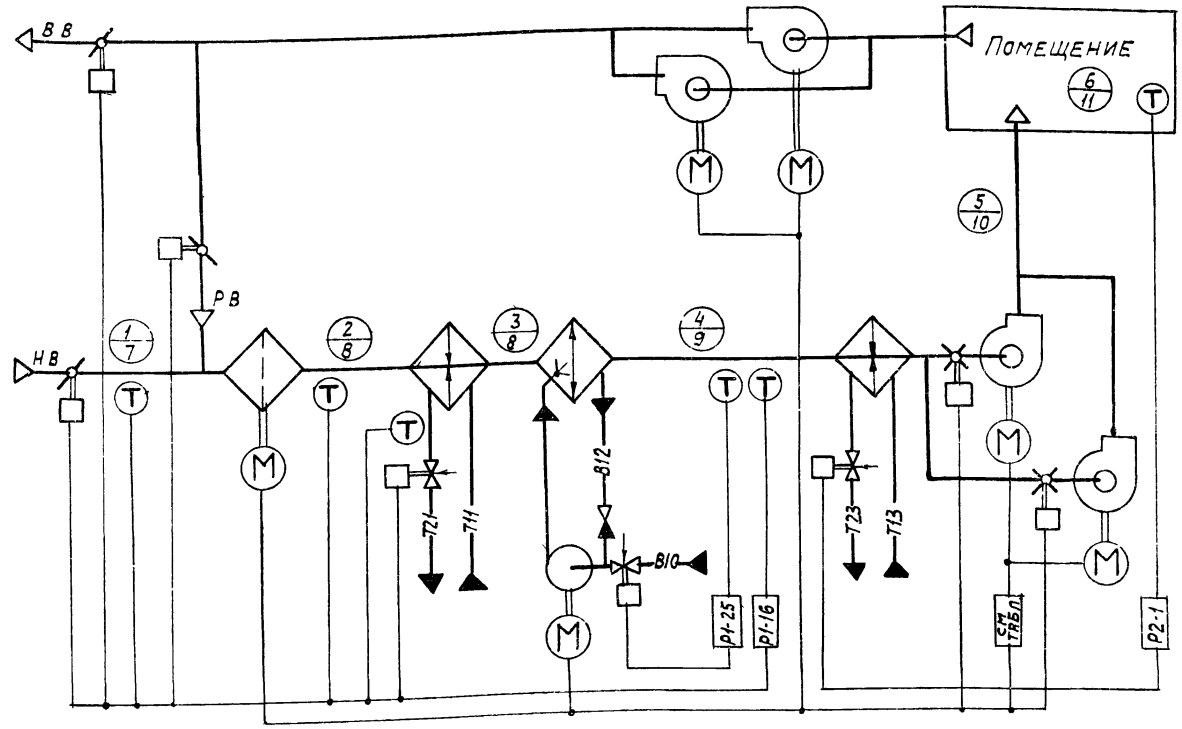 ВВ
ПОМЕЩЕНИЕ
6
11
Т
М
М
5
10
РВ
НВ
1
7
2
8
3
8
4
9
Т
Т
Т
Т
Т
М
В12
М
Т21
Т11
Т23
Т13
В10
М
М
Р1-25
Р1-16
СМ
ТАБЛ
Р2-1